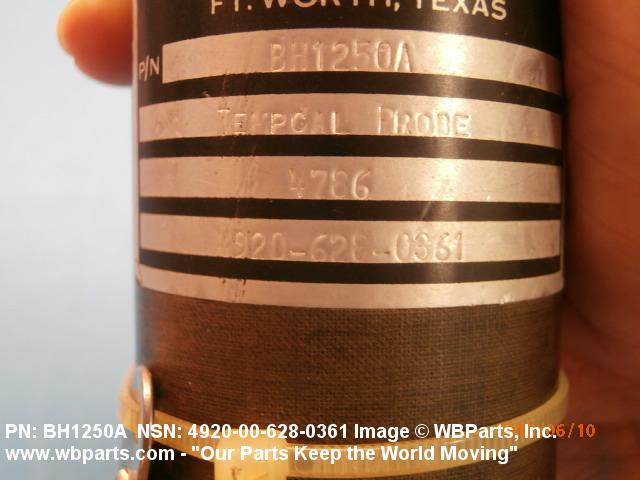 FT. WORTH, TEXAS
P/N BH1250A
TEMPCAL PROBE
4786
920-628-0361
PN: BH1250A NSN: 4920-00-628-0361 Image © WBParts, Inc.
www.wbparts.com - "Our Parts Keep the World Moving"